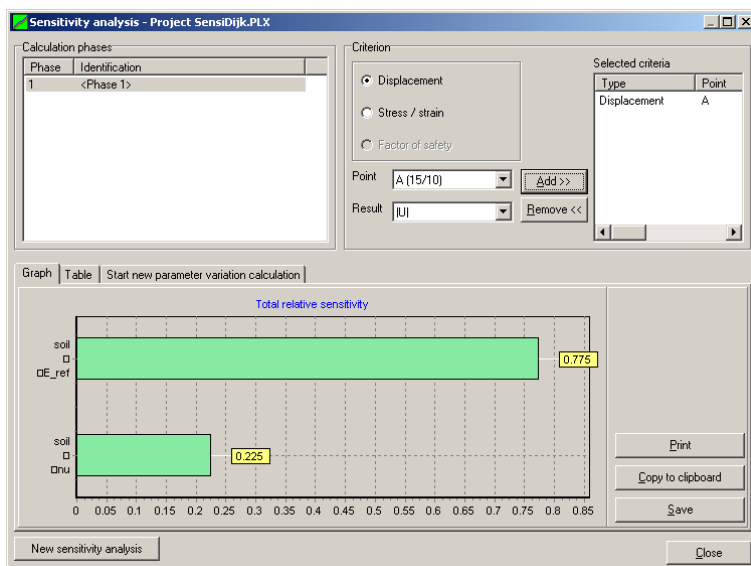 Sensitivity analysis - Project SensiDijk.PLX
Calculation phases
Phase Identification
1 <Phase 1>
Criterion
Displacement
Stress / strain
Factor of safety
Point A (15/10)
Result |U|
Add >>
Remove <<
Selected criteria
Type Point
Displacement A
Graph Table Start new parameter variation calculation
Total relative sensitivity
soil
E_ref
0.775
soil
nu
0.225
0 0.05 0.1 0.15 0.2 0.25 0.3 0.35 0.4 0.45 0.5 0.55 0.6 0.65 0.7 0.75 0.8 0.85
Print
Copy to clipboard
Save
New sensitivity analysis
Close